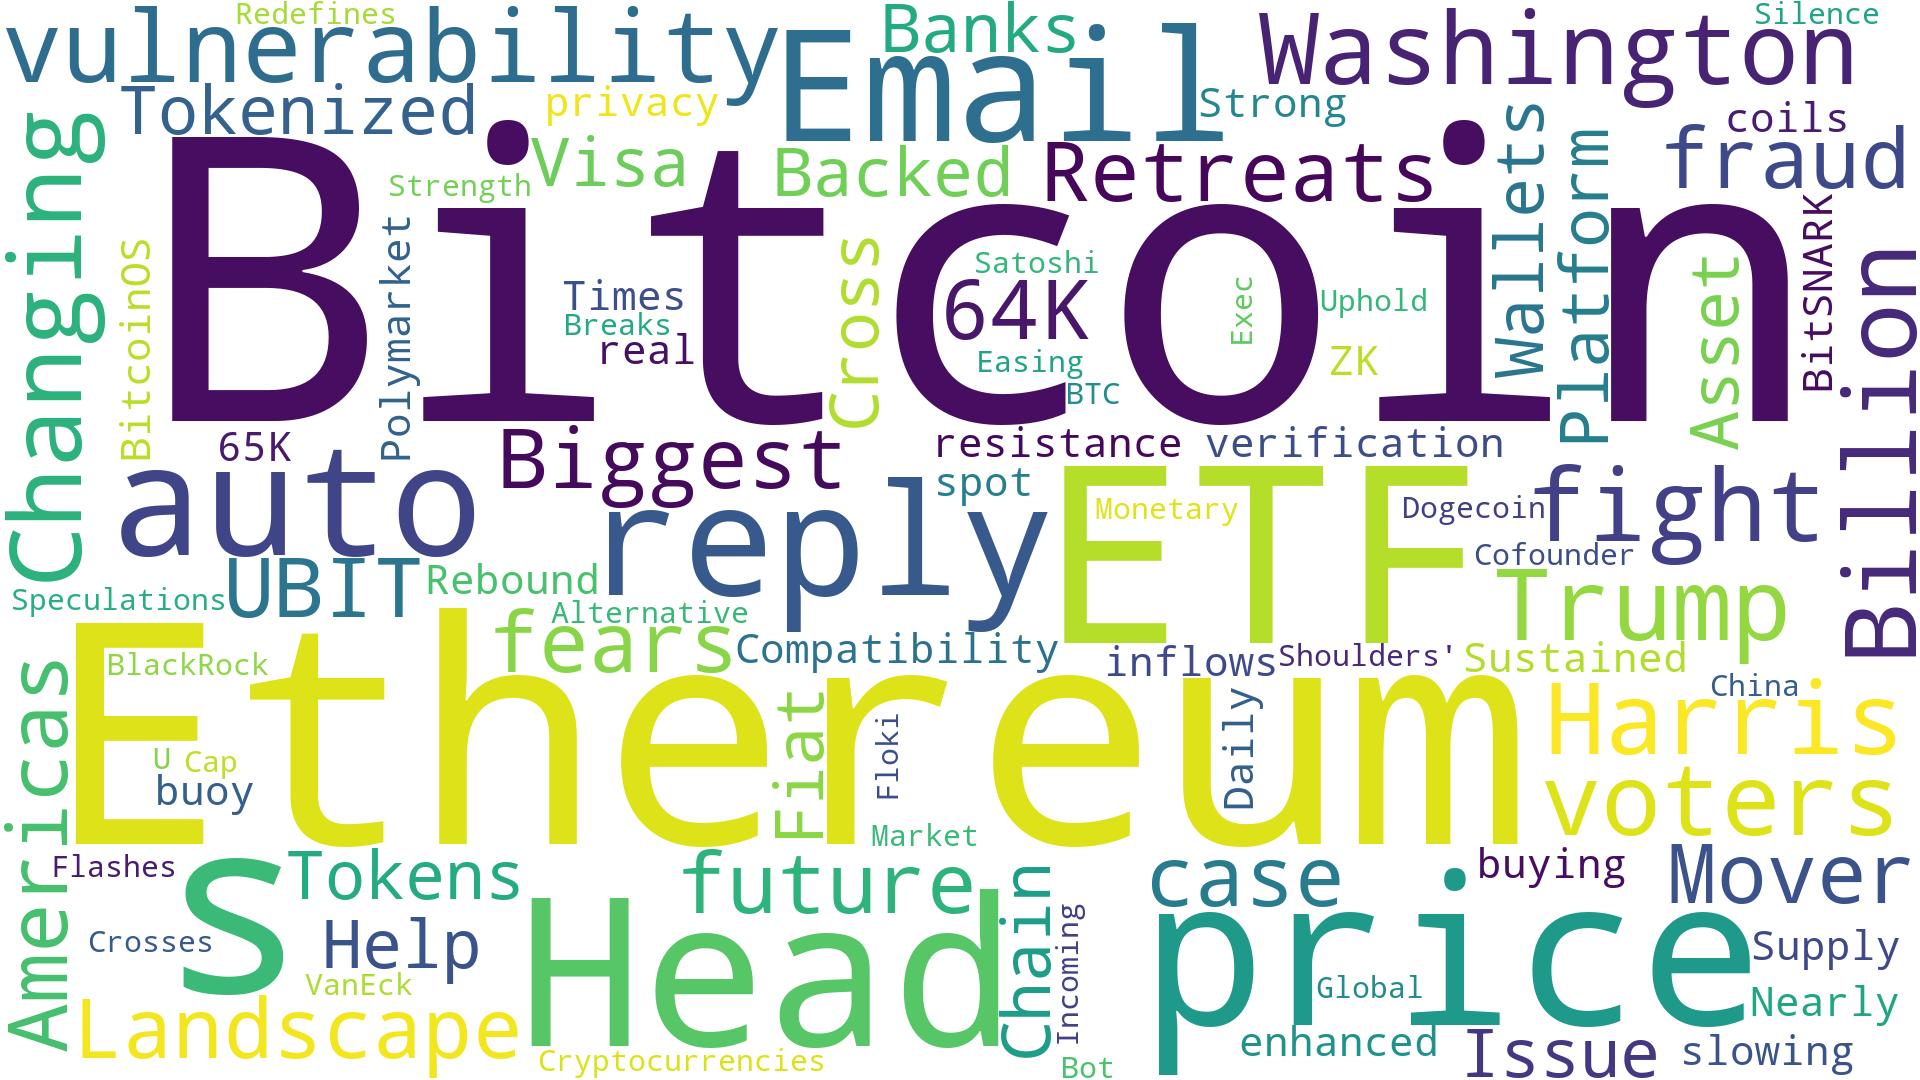 Redefines
Silence
vulnerability
Email
Banks
Washington
Tokenized
privacy
Strong
coils
Changing
Bitcoin
Visa
Backed
Retreats
Wallets
Platform
fraud
Strength
BitcoinOS
Polymarket
Times
Breaks
real
Cross
Satoshi
64K
Easing
BTC
Exec
Uphold
ZK
Asset
BitSNARK
Billion
65K
Biggest
resistance
verification
auto
reply
spot
ETF
Monetary
Dogecoin
fight
Cofounder
Speculations
UBIT
Rebound
Alternative
fears
Compatibility
Trump
inflows
Shoulders'
Sustained
Americas
BlackRock
Ethereum
Fiat
Floki
Daily
China
Harris
U
Cap
buoy
voters
Market
Flashes
s
Tokens
future
Chain
case
buying
Mover
Crosses
Help
Head
Incoming
price
Supply
VanEck
Global
Nearly
Landscape
Cryptocurrencies
Bot
enhanced
Issue
slowing